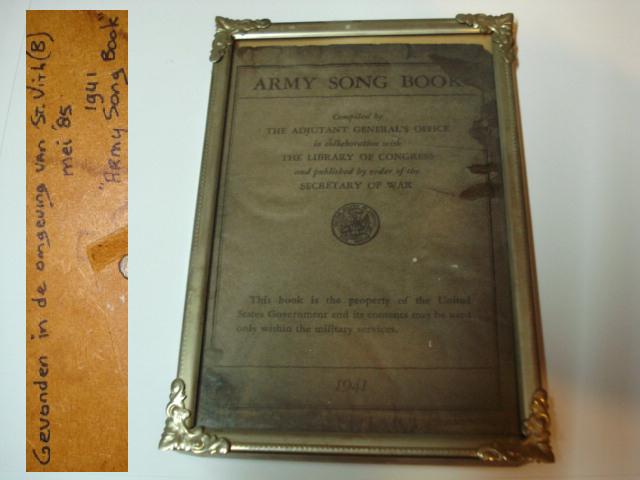 Gevonden in de omgeving van St. Vith (B)
mei '85
1941
"Army Song Book"
ARMY SONG BOOK
Compiled by
THE ADJUTANT GENERAL'S OFFICE
in collaboration with
THE LIBRARY OF CONGRESS
and published by order of the
SECRETARY OF WAR
This book is the property of the United
States Government and its contents may be used
only within the military services.
1941